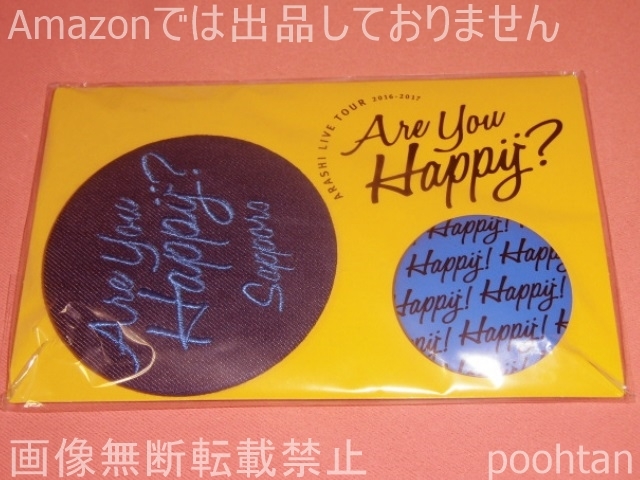 Amazonでは出品しておりません
ARASHI LIVE TOUR 2016-2017
Are You
Happy?
Are You
Happy?
Sapporo
Happy! Happy!
Happy! Happy!
Happy! Happy!
Happy! Happy!
画像無断転載禁止
poohtan